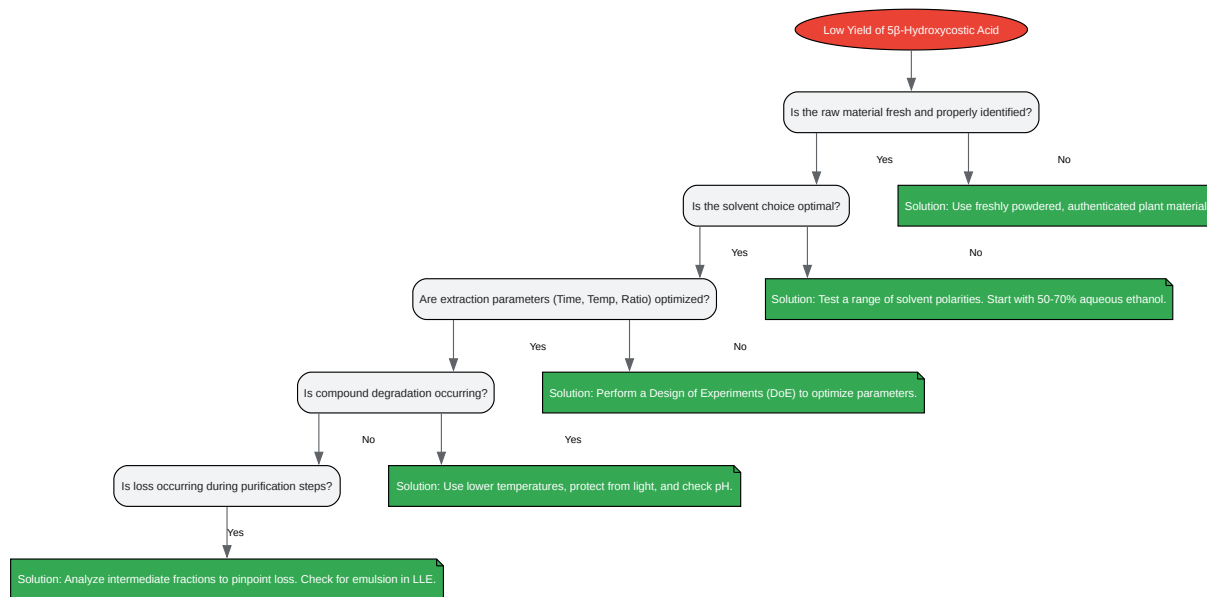 Low Yield of 5β-Hydroxycostic Acid
Is the raw material fresh and properly identified?
Yes
No
Is the solvent choice optimal?
Solution: Use freshly powdered, authenticated plant material
Yes
No
Are extraction parameters (Time, Temp, Ratio) optimized?
Solution: Test a range of solvent polarities. Start with 50-70% aqueous ethanol.
Yes
No
Is compound degradation occurring?
Solution: Perform a Design of Experiments (DoE) to optimize parameters.
No
Yes
Is loss occurring during purification steps?
Solution: Use lower temperatures, protect from light, and check pH.
Yes
Solution: Analyze intermediate fractions to pinpoint loss. Check for emulsion in LLE.